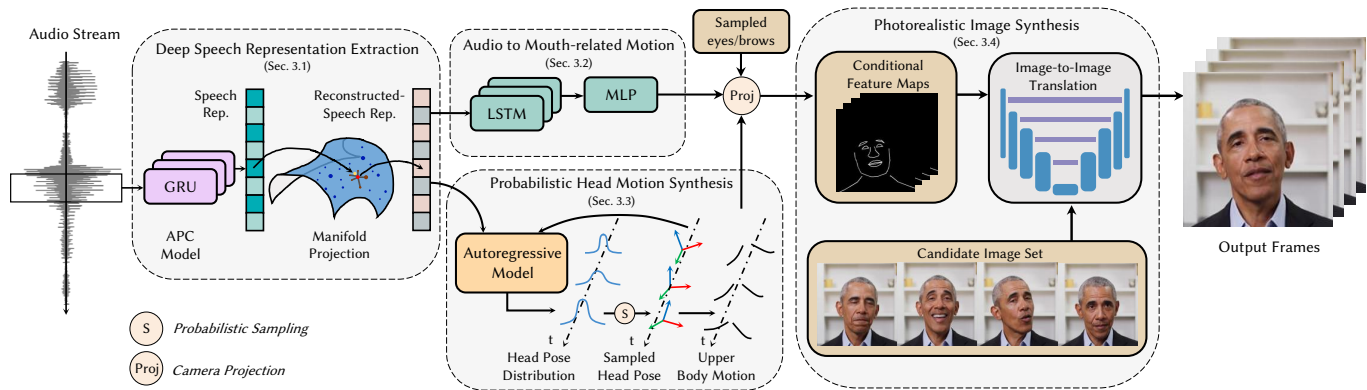 Audio Stream
Deep Speech Representation Extraction
(Sec. 3.1)
Speech
Rep.
Reconstructed-
Speech Rep.
GRU
APC
Model
Manifold
Projection
Audio to Mouth-related Motion
(Sec. 3.2)
LSTM
MLP
Sampled
eyes/brows
Proj
Probabilistic Head Motion Synthesis
(Sec. 3.3)
Autoregressive
Model
S
t
t
t
Head Pose
Distribution
Sampled
Head Pose
Upper
Body Motion
Photorealistic Image Synthesis
(Sec. 3.4)
Conditional
Feature Maps
Image-to-Image
Translation
Candidate Image Set
Output Frames
S
Probabilistic Sampling
Proj
Camera Projection